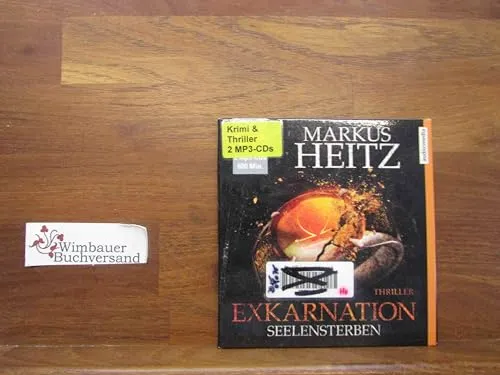 Krimi &
Thriller
2 MP3-CDs
MARKUS
HEITZ
THRILLER
EXKARNATION
SEELENSTERBEN
Wimbauer
Buchversand